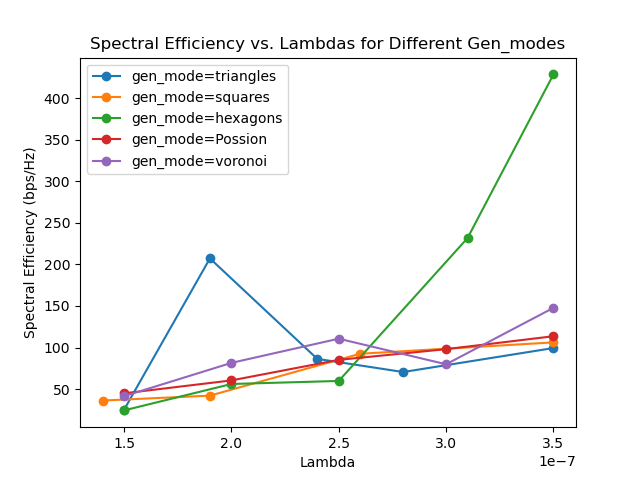 Spectral Efficiency vs. Lambdas for Different Gen_modes
gen_mode=triangles
gen_mode=squares
gen_mode=hexagons
gen_mode=Possion
gen_mode=voronoi
Spectral Efficiency (bps/Hz)
400
350
300
250
200
150
100
50
1.5 2.0 2.5 3.0 3.5
Lambda
1e−7